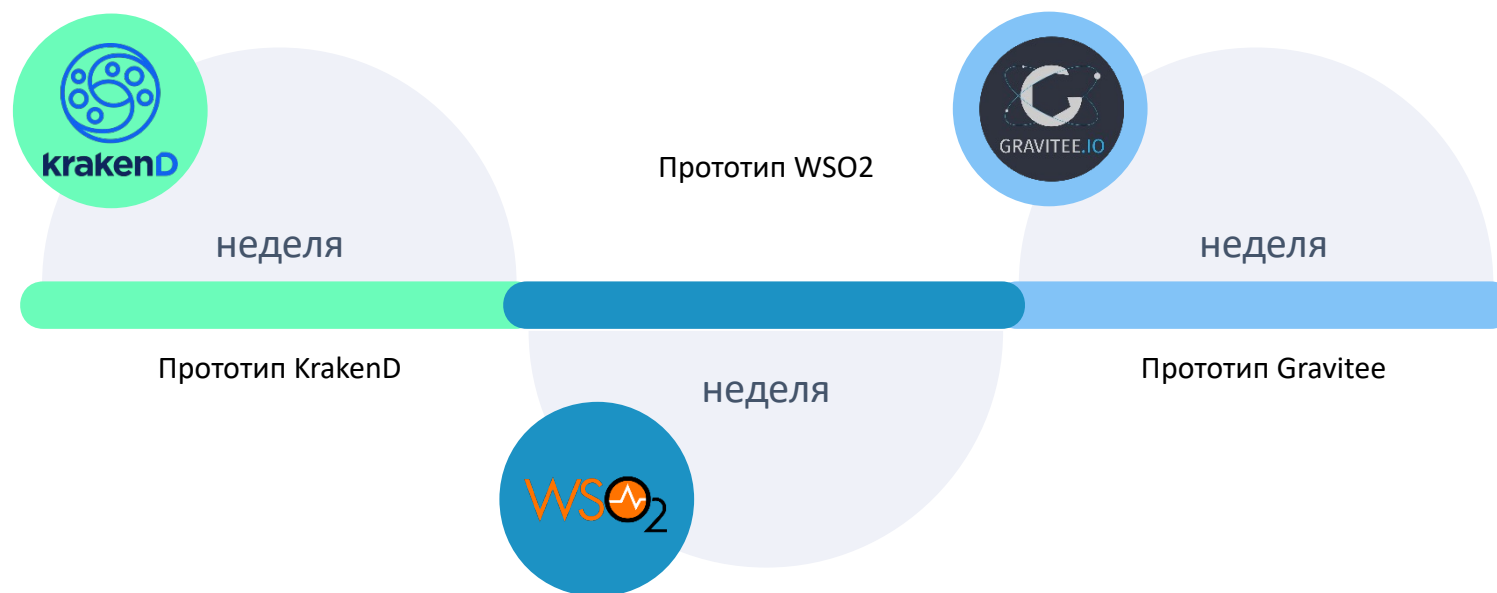 krakenD
неделя
Прототип KrakenD
Прототип WSO2
неделя
WSO2
GRAVITEE.IO
неделя
Прототип Gravitee